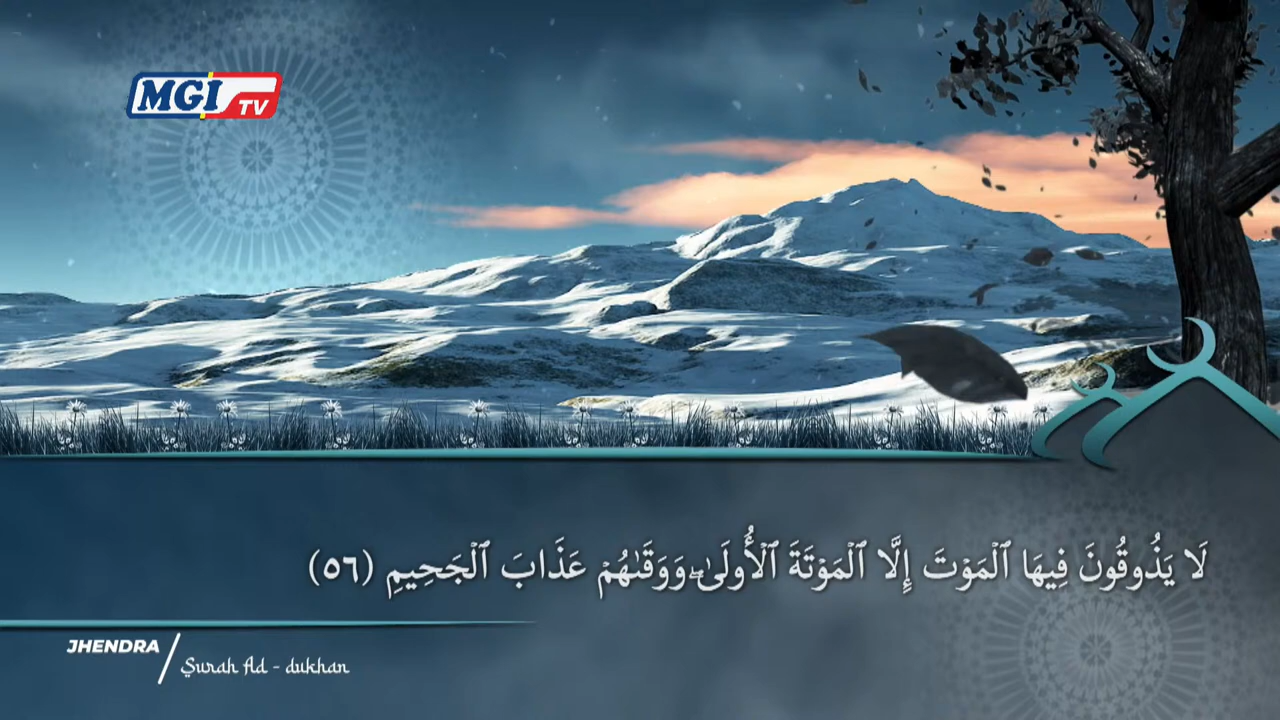 MGI TV
لَا يَذُوقُونَ فِيهَا ٱلْمَوْتَ إِلَّا ٱلْمَوْتَةَ ٱلْأُولَىٰۖ وَوَقَىٰهُمْ عَذَابَ ٱلْجَحِيمِ (٥٦)
JHENDRA / Surah Ad - dukhan